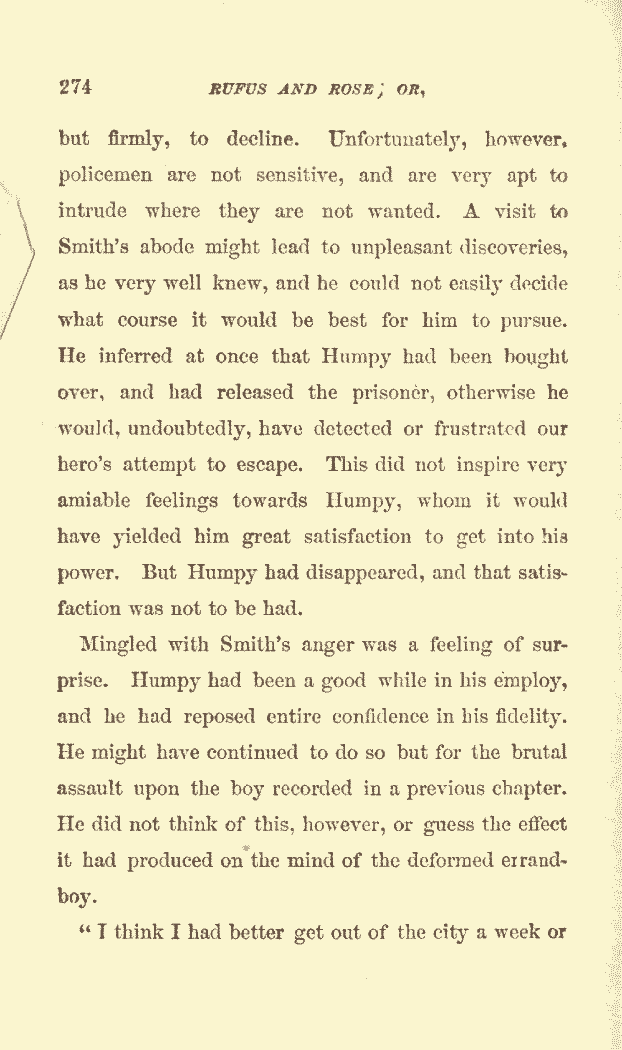 274 RUFUS AND ROSE; OR,
but firmly, to decline. Unfortunately, however,
policemen are not sensitive, and are very apt to
intrude where they are not wanted. A visit to
Smith's abode might lead to unpleasant discoveries,
as he very well knew, and he could not easily decide
what course it would be best for him to pursue.
He inferred at once that Humpy had been bought
over, and had released the prisoner, otherwise he
would, undoubtedly, have detected or frustrated our
hero's attempt to escape. This did not inspire very
amiable feelings towards Humpy, whom it would
have yielded him great satisfaction to get into his
power. But Humpy had disappeared, and that satis-
faction was not to be had.
Mingled with Smith's anger was a feeling of sur-
prise. Humpy had been a good while in his employ,
and he had reposed entire confidence in his fidelity.
He might have continued to do so but for the brutal
assault upon the boy recorded in a previous chapter.
He did not think of this, however, or guess the effect
it had produced on the mind of the deformed errand-
boy.
"I think I had better get out of the city a week or